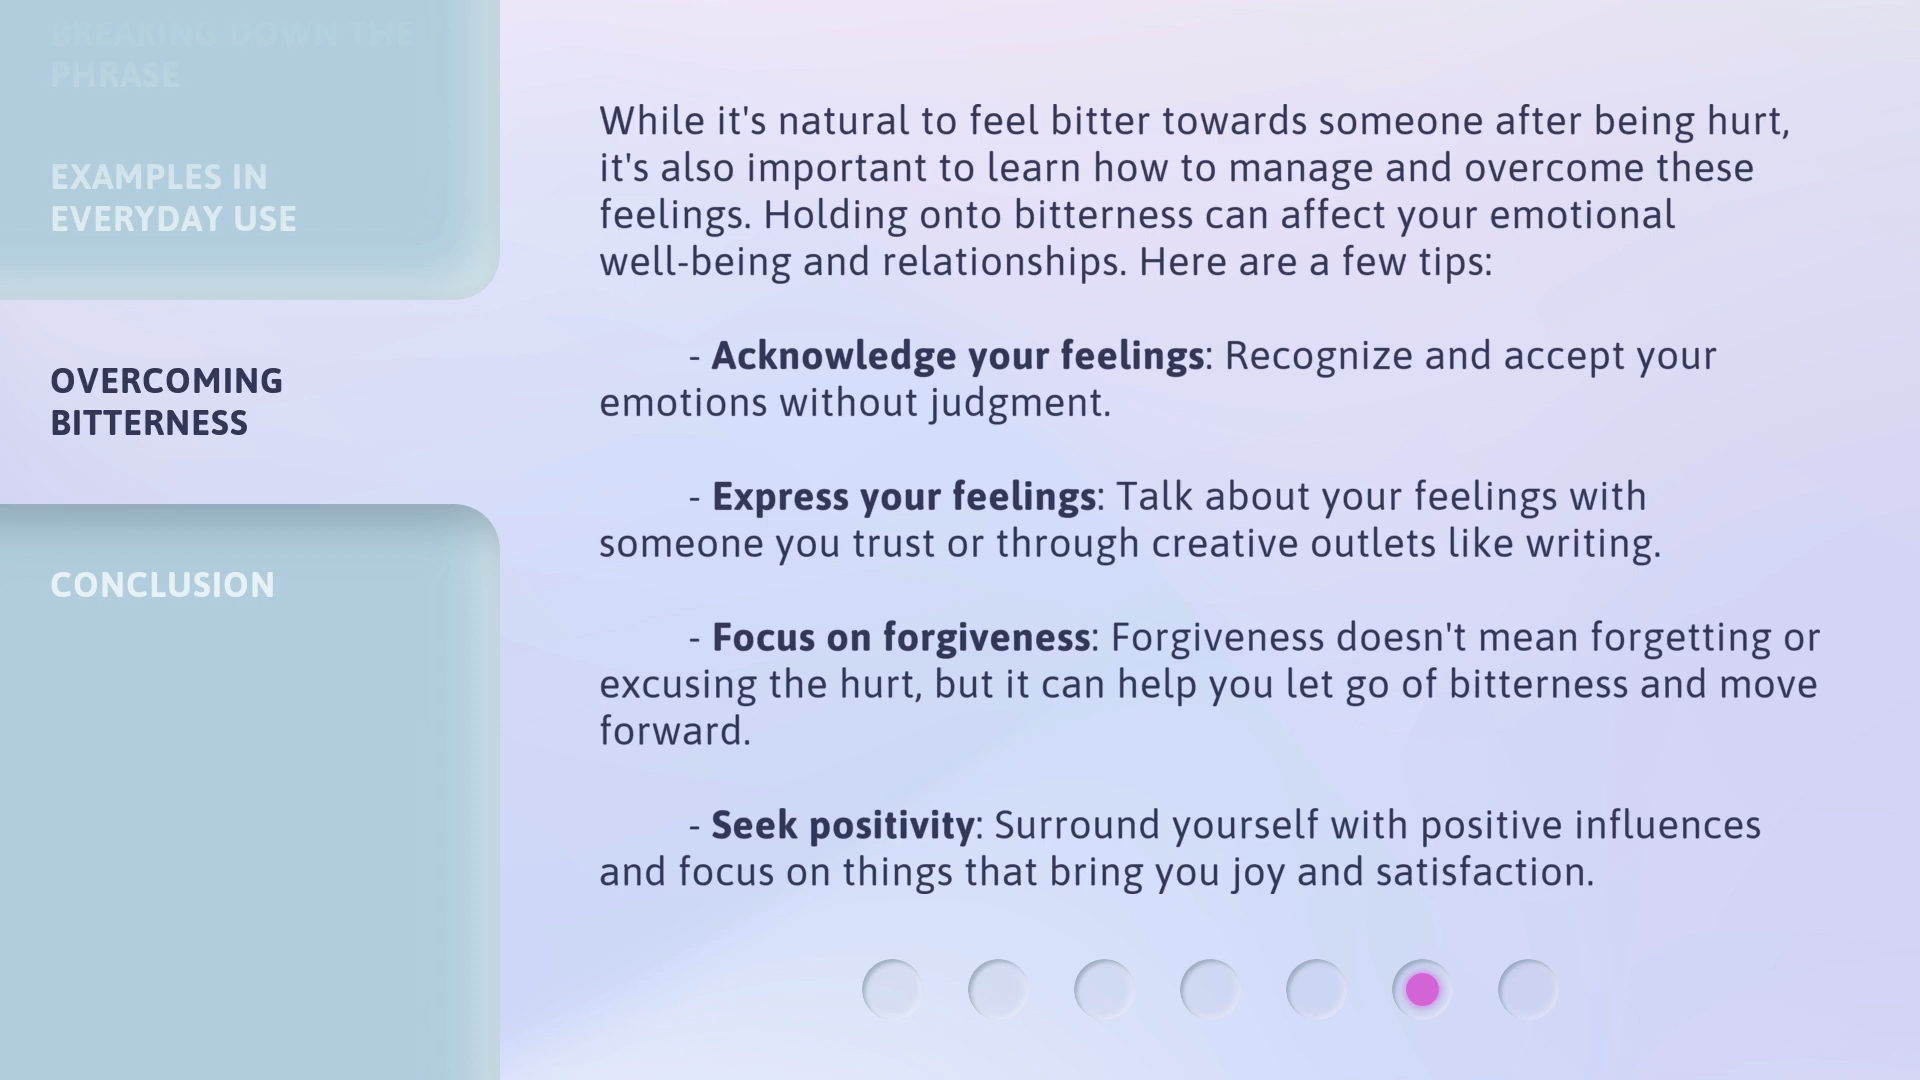 BREAKING DOWN THE
PHRASE
EXAMPLES IN
EVERYDAY USE
OVERCOMING
BITTERNESS
CONCLUSION
While it's natural to feel bitter towards someone after being hurt,
it's also important to learn how to manage and overcome these
feelings. Holding onto bitterness can affect your emotional
well-being and relationships. Here are a few tips:
- Acknowledge your feelings: Recognize and accept your
emotions without judgment.
- Express your feelings: Talk about your feelings with
someone you trust or through creative outlets like writing.
- Focus on forgiveness: Forgiveness doesn't mean forgetting or
excusing the hurt, but it can help you let go of bitterness and move
forward.
- Seek positivity: Surround yourself with positive influences
and focus on things that bring you joy and satisfaction.